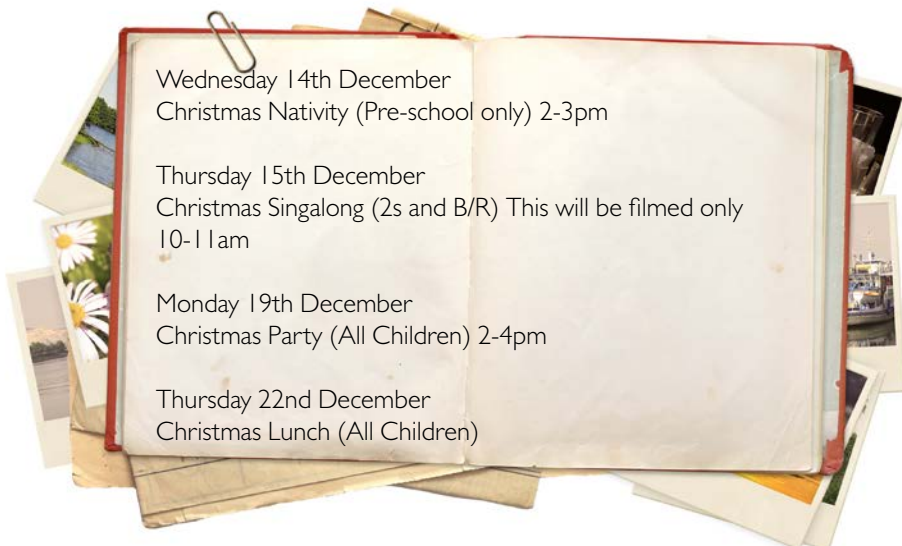 Wednesday 14th December
Christmas Nativity (Pre-school only) 2-3pm
Thursday 15th December
Christmas Singalong (2s and B/R) This will be filmed only
10-11am
Monday 19th December
Christmas Party (All Children) 2-4pm
Thursday 22nd December
Christmas Lunch (All Children)